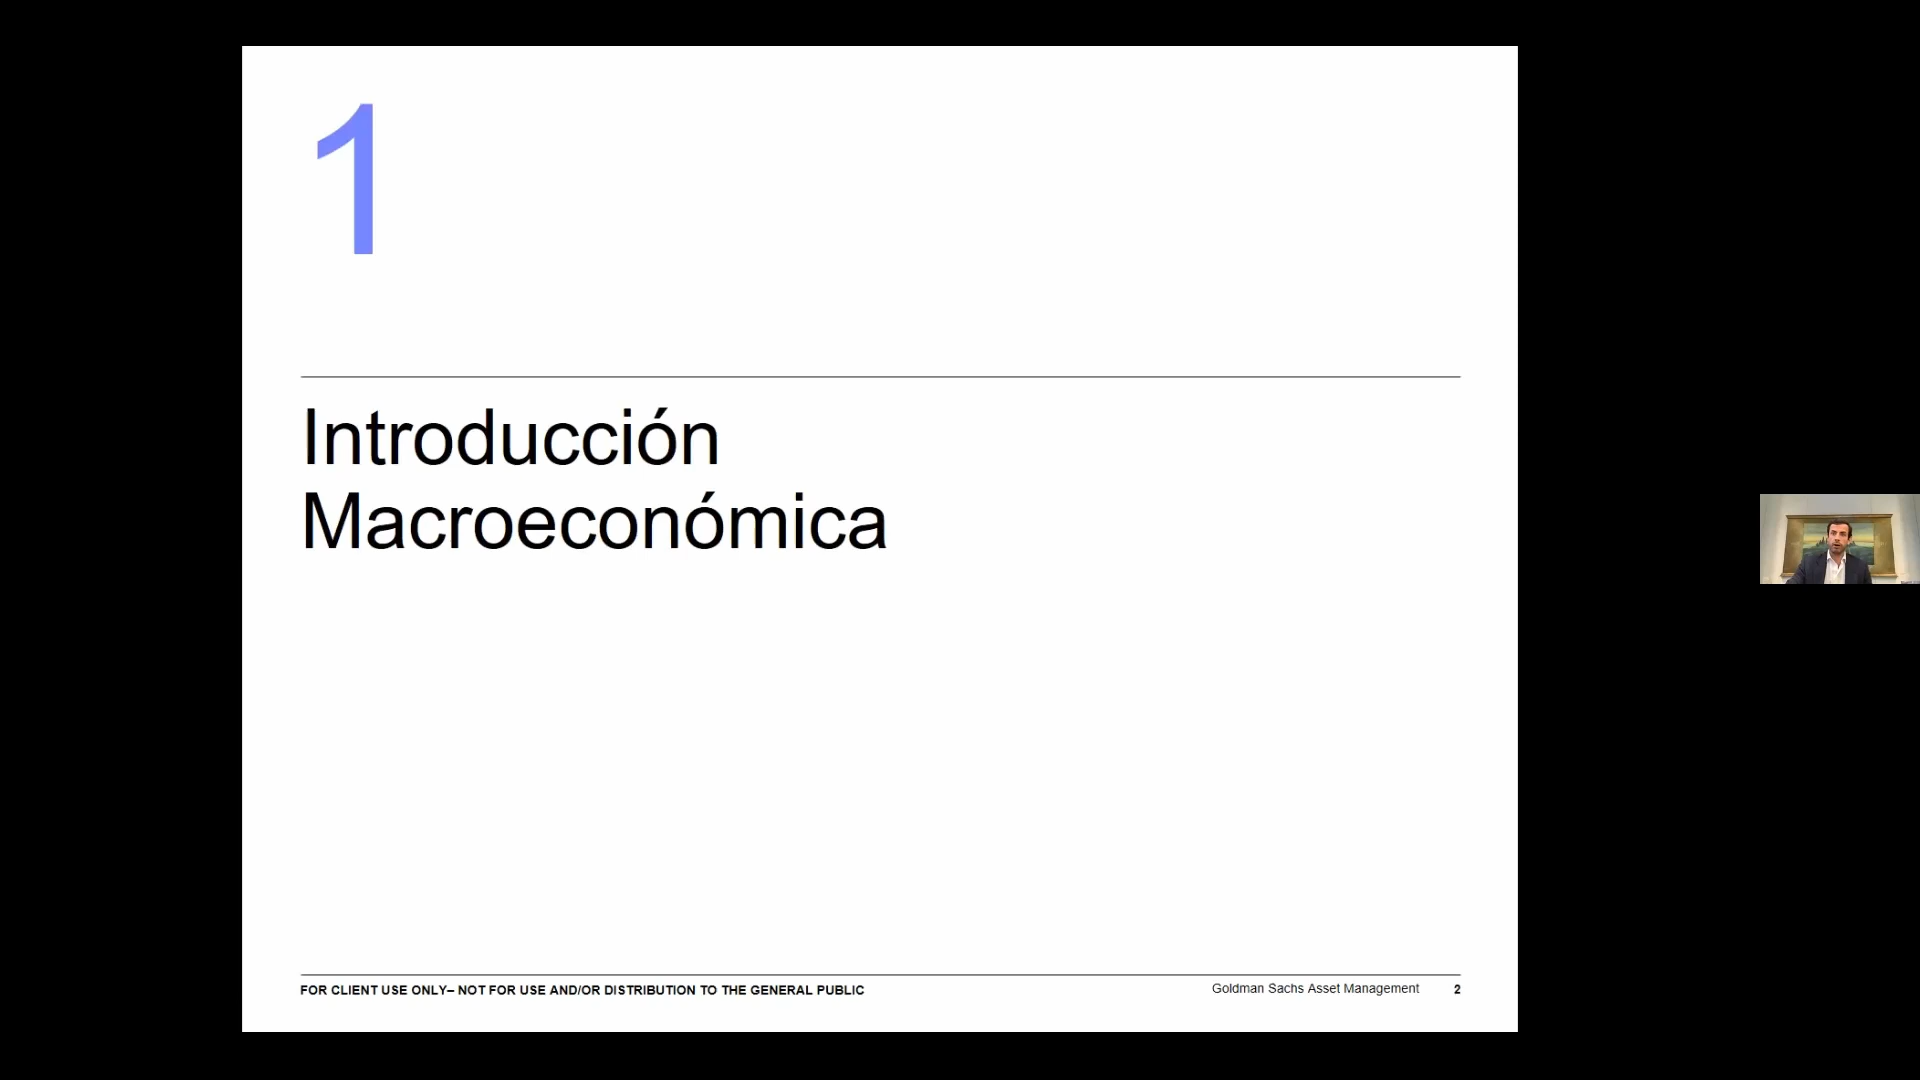 1
Introducción
Macroeconómica
FOR CLIENT USE ONLY– NOT FOR USE AND/OR DISTRIBUTION TO THE GENERAL PUBLIC
Goldman Sachs Asset Management 2